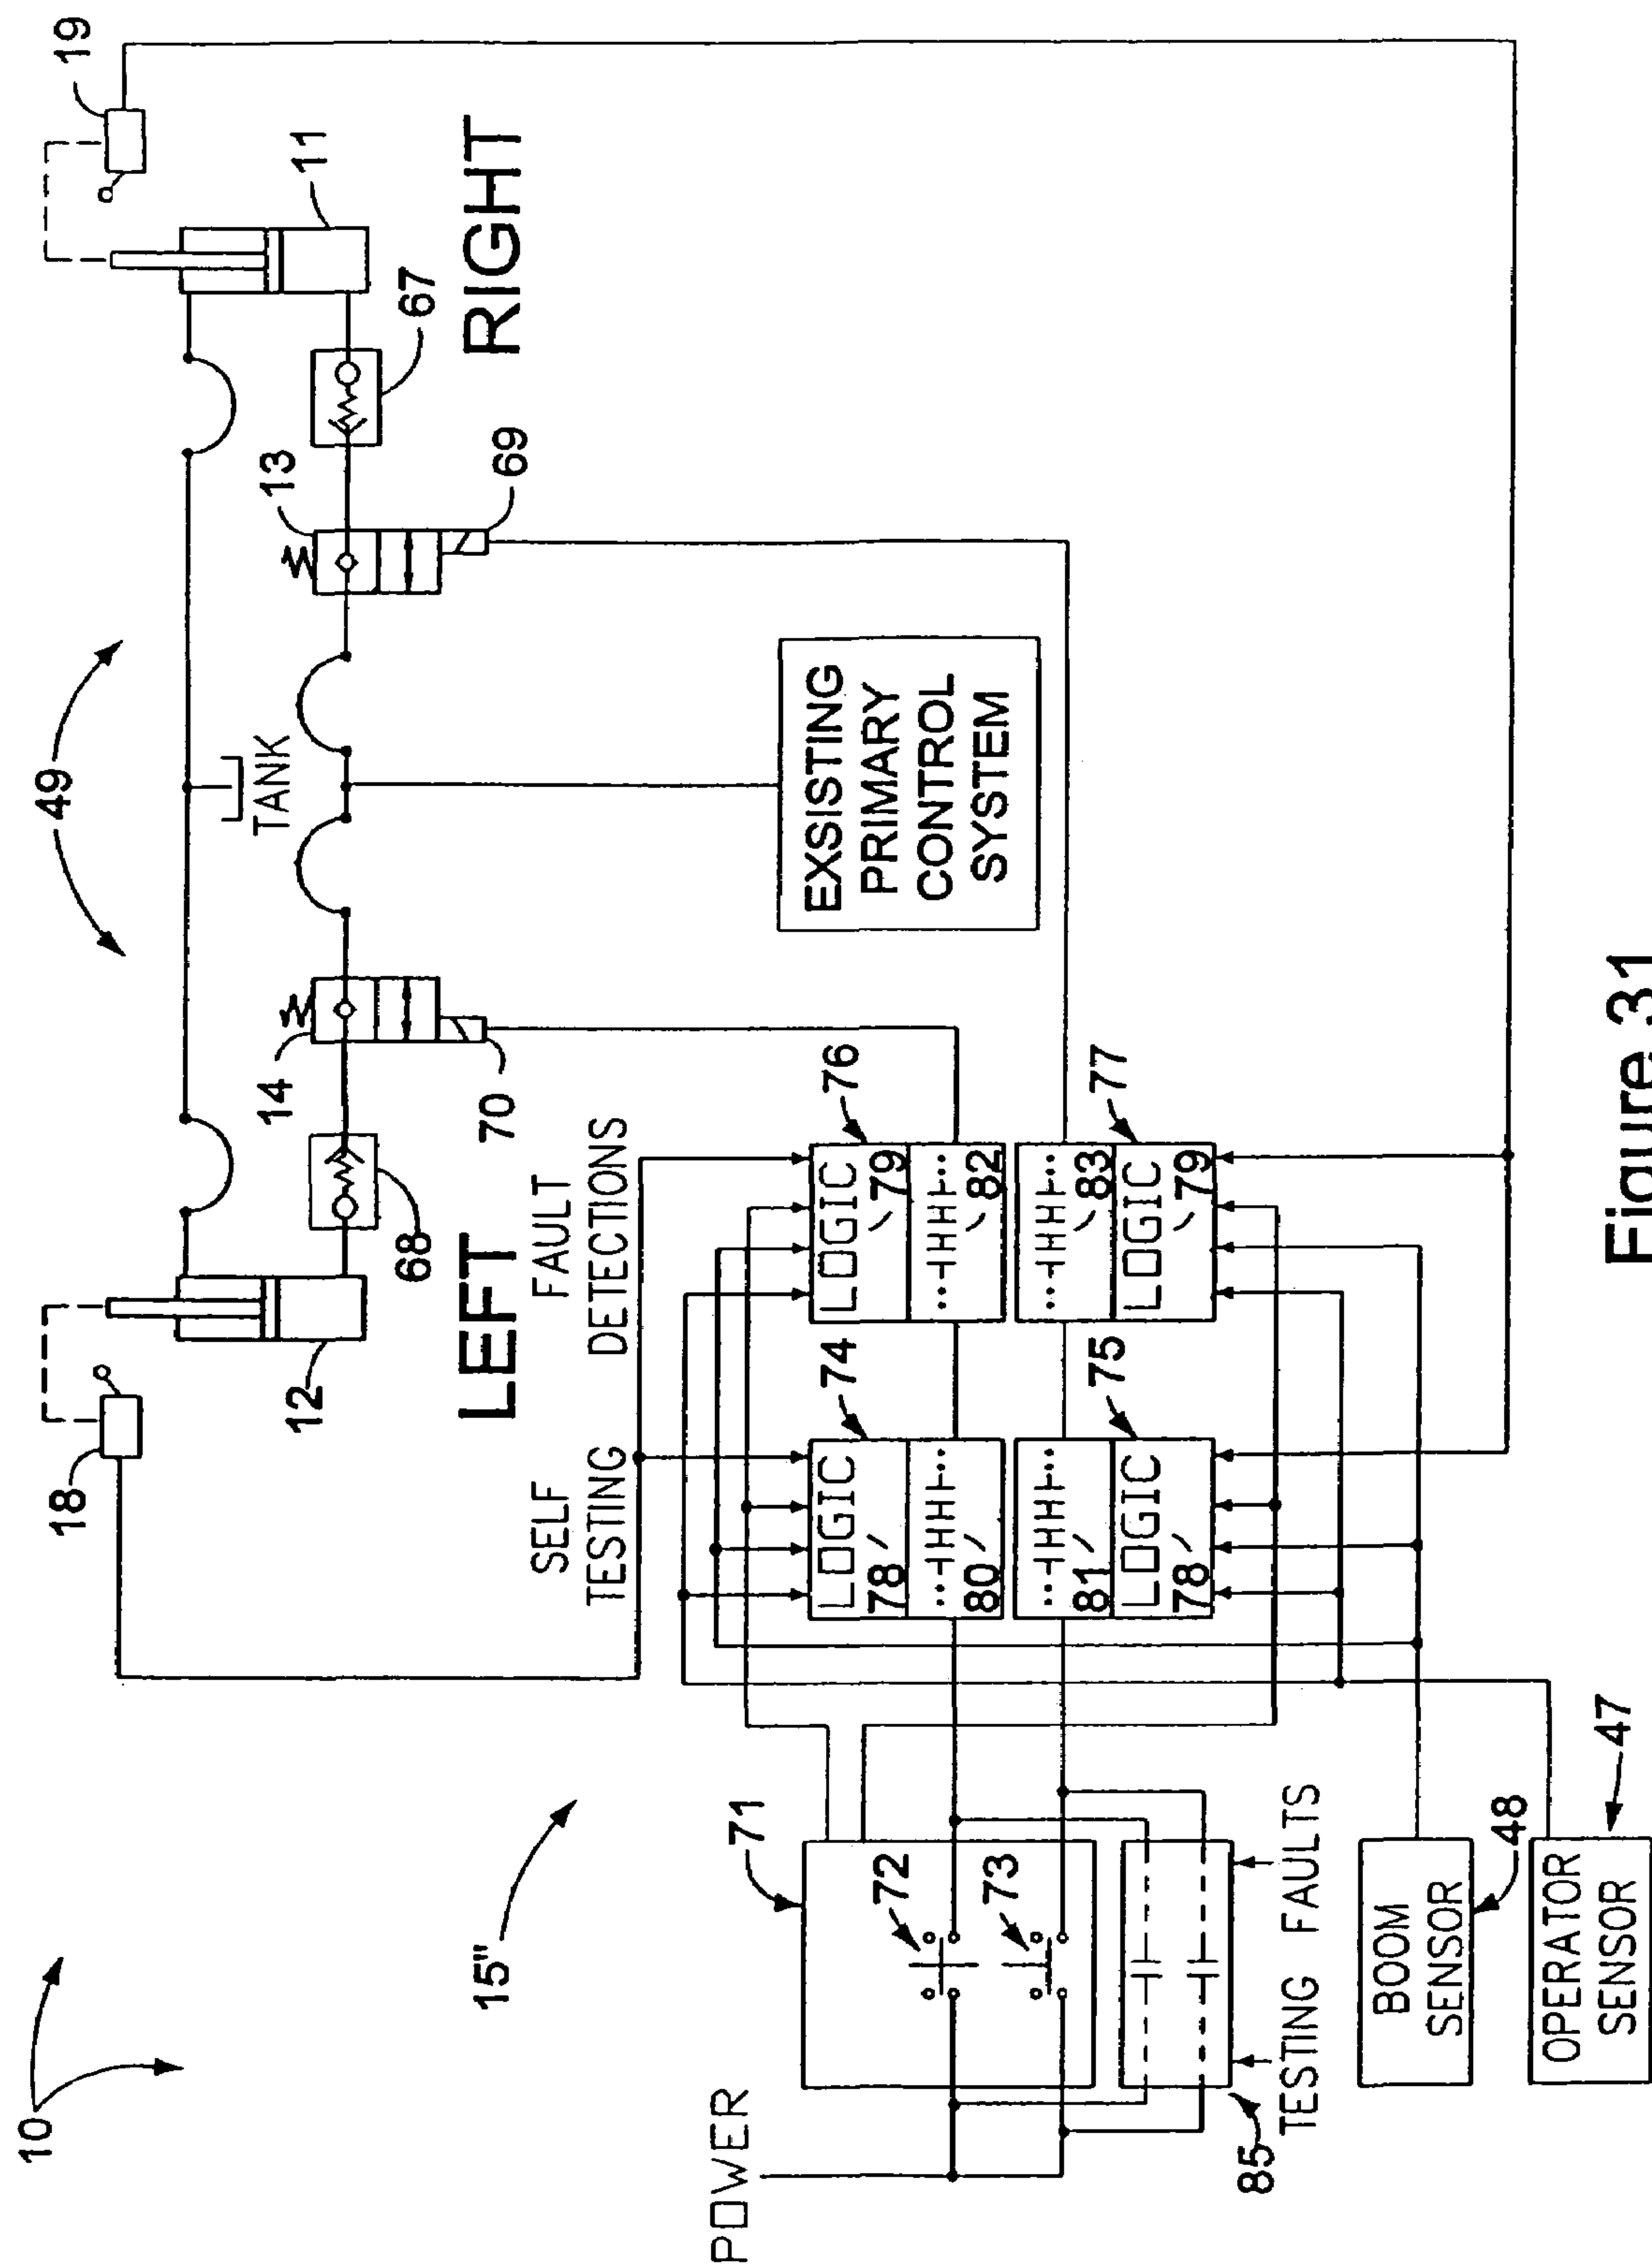 10
49
19
18
12
11
TANK
68
14
13
67
LEFT
RIGHT
70
69
15"
SELF
TESTING
FAULT
DETECTIONS
EXSISTING
PRIMARY
CONTROL
SYSTEM
POWER
71
72
73
74
LOGIC
78
80
76
LOGIC
79
82
81
LOGIC
78
75
83
LOGIC
79
77
85
TESTING FAULTS
BOOM
SENSOR
48
OPERATOR
SENSOR
47
Figure 31